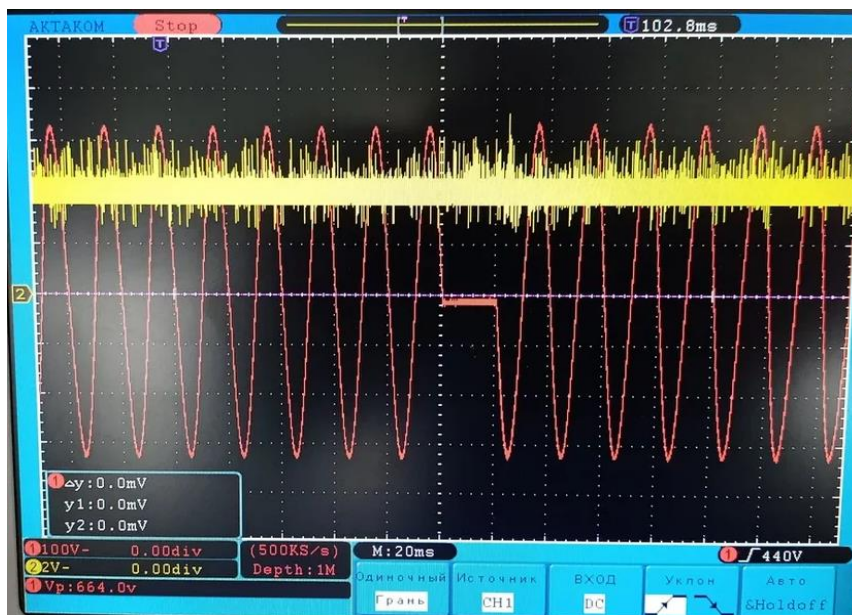 AKTAKOM Stop T T 102.8ms
T
2
1 △y:0.0mV
y1:0.0mV
y2:0.0mV
1 100V- 0.00div (500KS/s) M:20ms 1 440V
2 2V- 0.00div Depth:1M
1 Vp:664.0v
Одиночный Источник ВХОД Уклон Авто
Грань CH1 DC &Holdoff